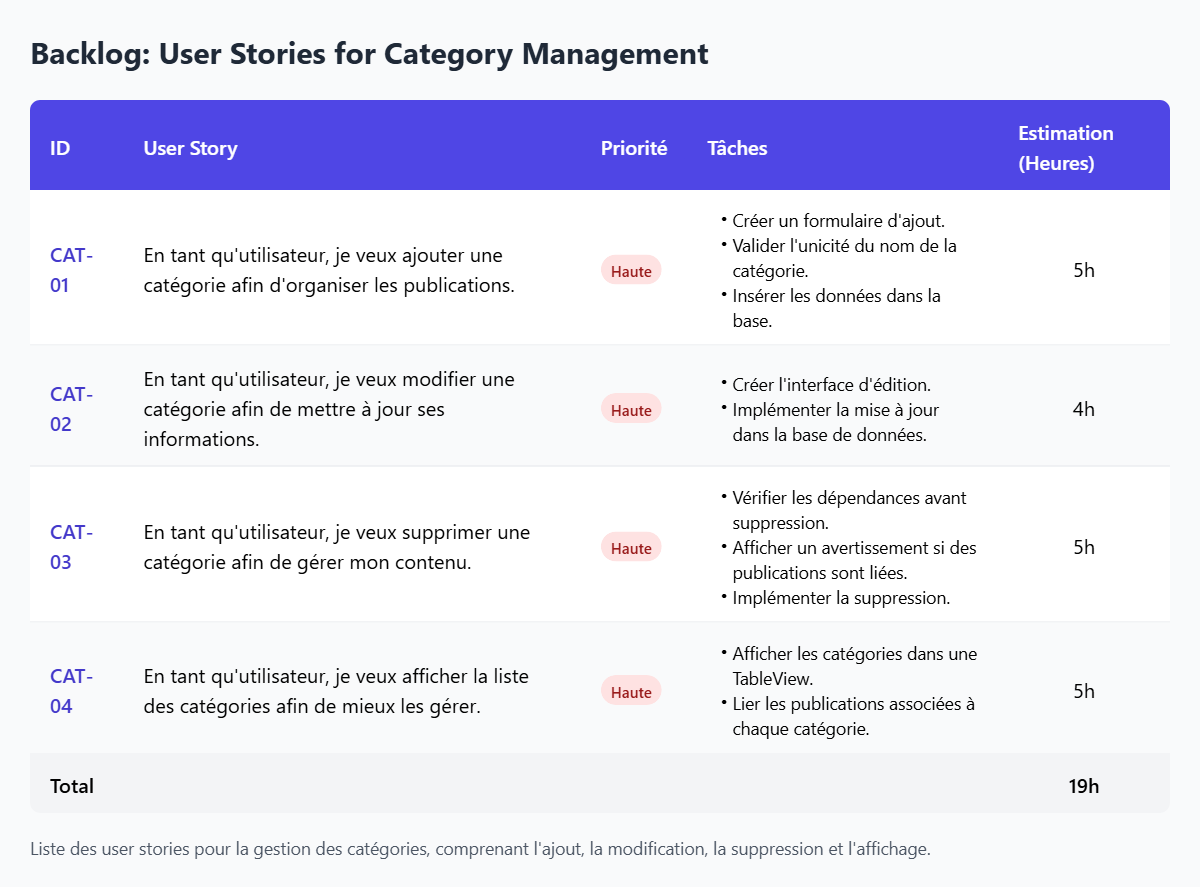 Backlog: User Stories for Category Management
ID User Story Priorité Tâches Estimation
(Heures)
CAT-
01
En tant qu'utilisateur, je veux ajouter une
catégorie afin d'organiser les publications.
Haute
• Créer un formulaire d'ajout.
• Valider l'unicité du nom de la
catégorie.
• Insérer les données dans la
base.
5h
CAT-
02
En tant qu'utilisateur, je veux modifier une
catégorie afin de mettre à jour ses
informations.
Haute
• Créer l'interface d'édition.
• Implémenter la mise à jour
dans la base de données.
4h
CAT-
03
En tant qu'utilisateur, je veux supprimer une
catégorie afin de gérer mon contenu.
Haute
• Vérifier les dépendances avant
suppression.
• Afficher un avertissement si des
publications sont liées.
• Implémenter la suppression.
5h
CAT-
04
En tant qu'utilisateur, je veux afficher la liste
des catégories afin de mieux les gérer.
Haute
• Afficher les catégories dans une
TableView.
• Lier les publications associées à
chaque catégorie.
5h
Total 19h
Liste des user stories pour la gestion des catégories, comprenant l'ajout, la modification, la suppression et l'affichage.